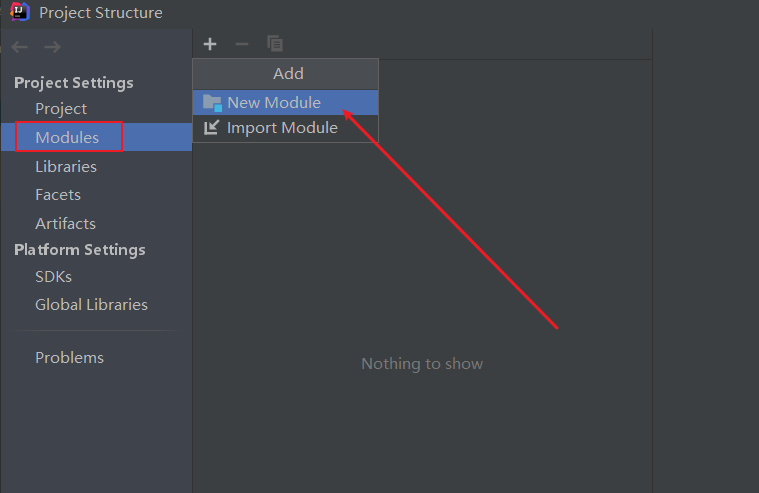 Project Structure
Project Settings
Project
Modules
Libraries
Facets
Artifacts
Platform Settings
SDKs
Global Libraries
Problems
Add
New Module
Import Module
Nothing to show